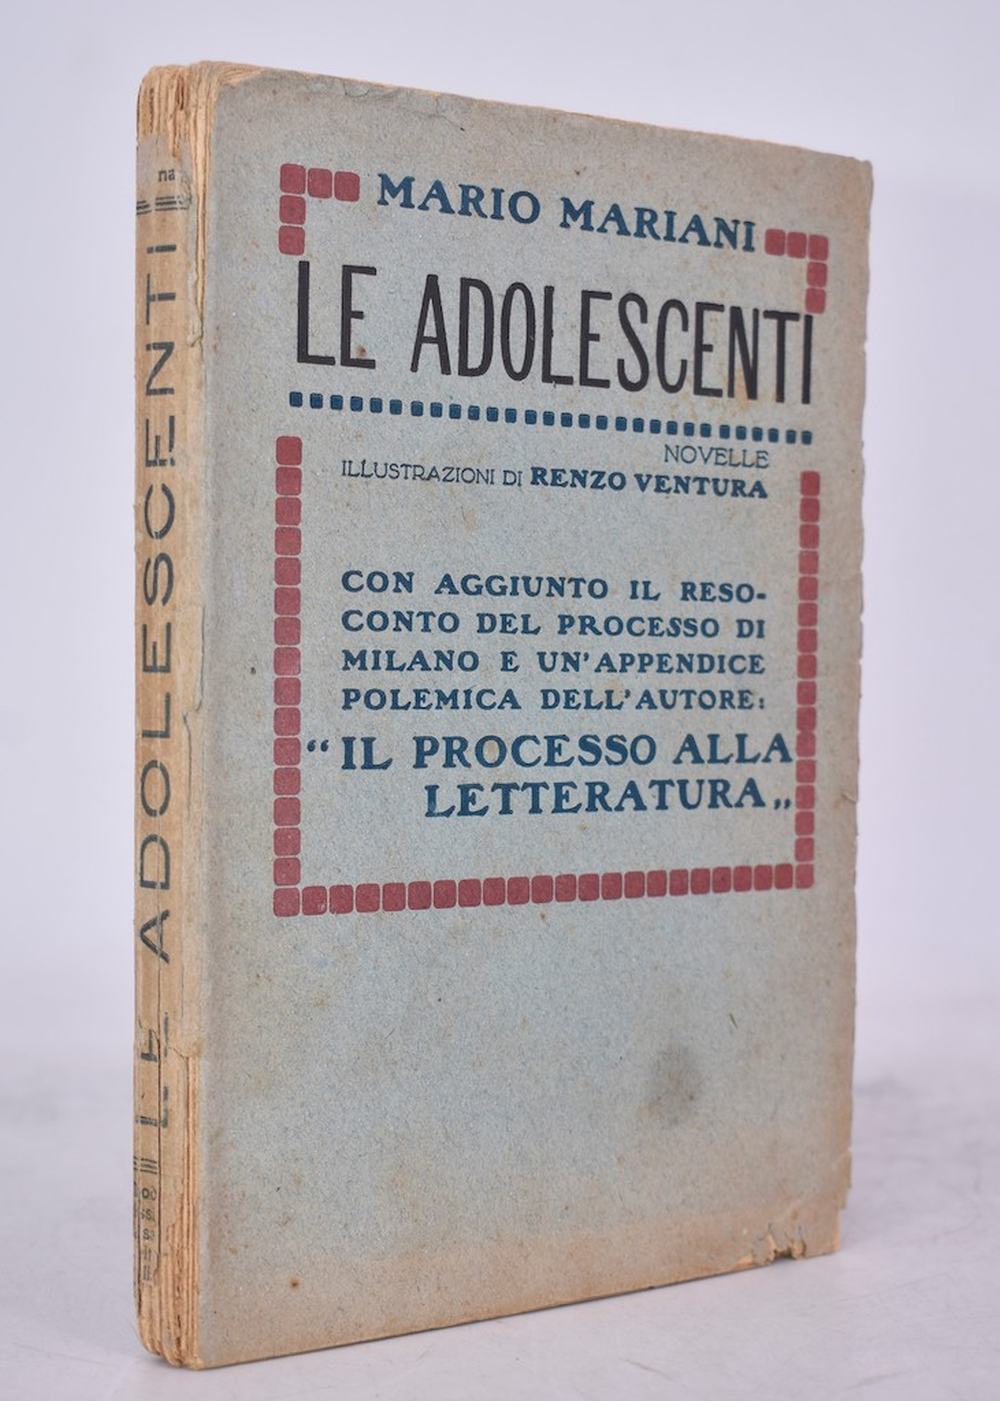 MARIO MARIANI
LE ADOLESCENTI
NOVELLE
ILLUSTRAZIONI DI RENZO VENTURA
CON AGGIUNTO IL RESO-
CONTO DEL PROCESSO DI
MILANO E UN'APPENDICE
POLEMICA DELL'AUTORE:
“IL PROCESSO ALLA
LETTERATURA„
LE ADOLESCENTI